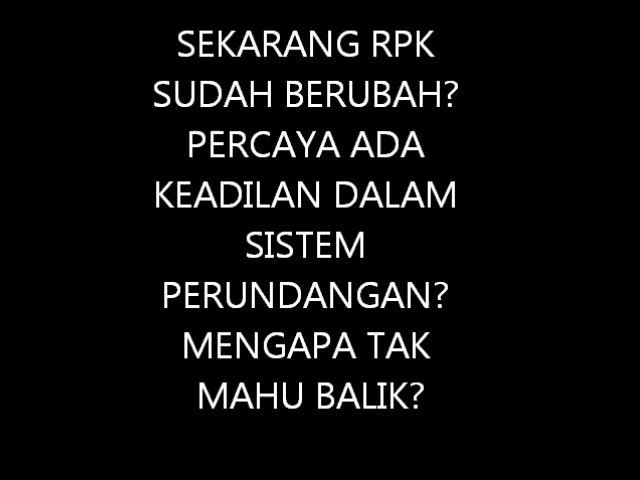 SEKARANG RPK
SUDAH BERUBAH?
PERCAYA ADA
KEADILAN DALAM
SISTEM
PERUNDANGAN?
MENGAPA TAK
MAHU BALIK?